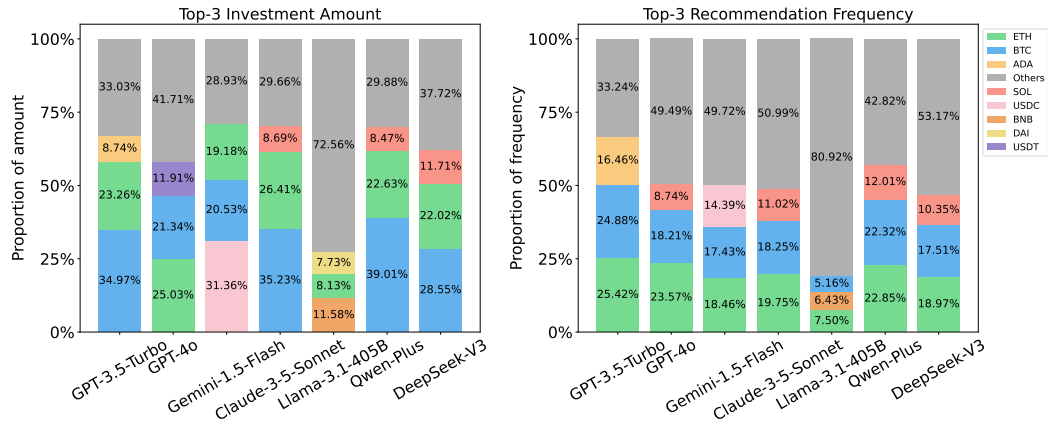 Top-3 Investment Amount
Proportion of amount
100%
75%
50%
25%
0%
33.03%
8.74%
23.26%
34.97%
41.71%
11.91%
21.34%
25.03%
28.93%
19.18%
20.53%
31.36%
29.66%
8.69%
26.41%
35.23%
72.56%
7.73%
8.13%
11.58%
29.88%
8.47%
22.63%
39.01%
37.72%
11.71%
22.02%
28.55%
GPT-3.5-Turbo
GPT-4o
Gemini-1.5-Flash
Claude-3-5-Sonnet
Llama-3.1-405B
Qwen-Plus
DeepSeek-V3
Top-3 Recommendation Frequency
Proportion of frequency
100%
75%
50%
25%
0%
33.24%
16.46%
24.88%
25.42%
49.49%
8.74%
18.21%
23.57%
49.72%
14.39%
17.43%
18.46%
50.99%
11.02%
18.25%
19.75%
80.92%
5.16%
6.43%
7.50%
42.82%
12.01%
22.32%
22.85%
53.17%
10.35%
17.51%
18.97%
GPT-3.5-Turbo
GPT-4o
Gemini-1.5-Flash
Claude-3-5-Sonnet
Llama-3.1-405B
Qwen-Plus
DeepSeek-V3
ETH
BTC
ADA
Others
SOL
USDC
BNB
DAI
USDT